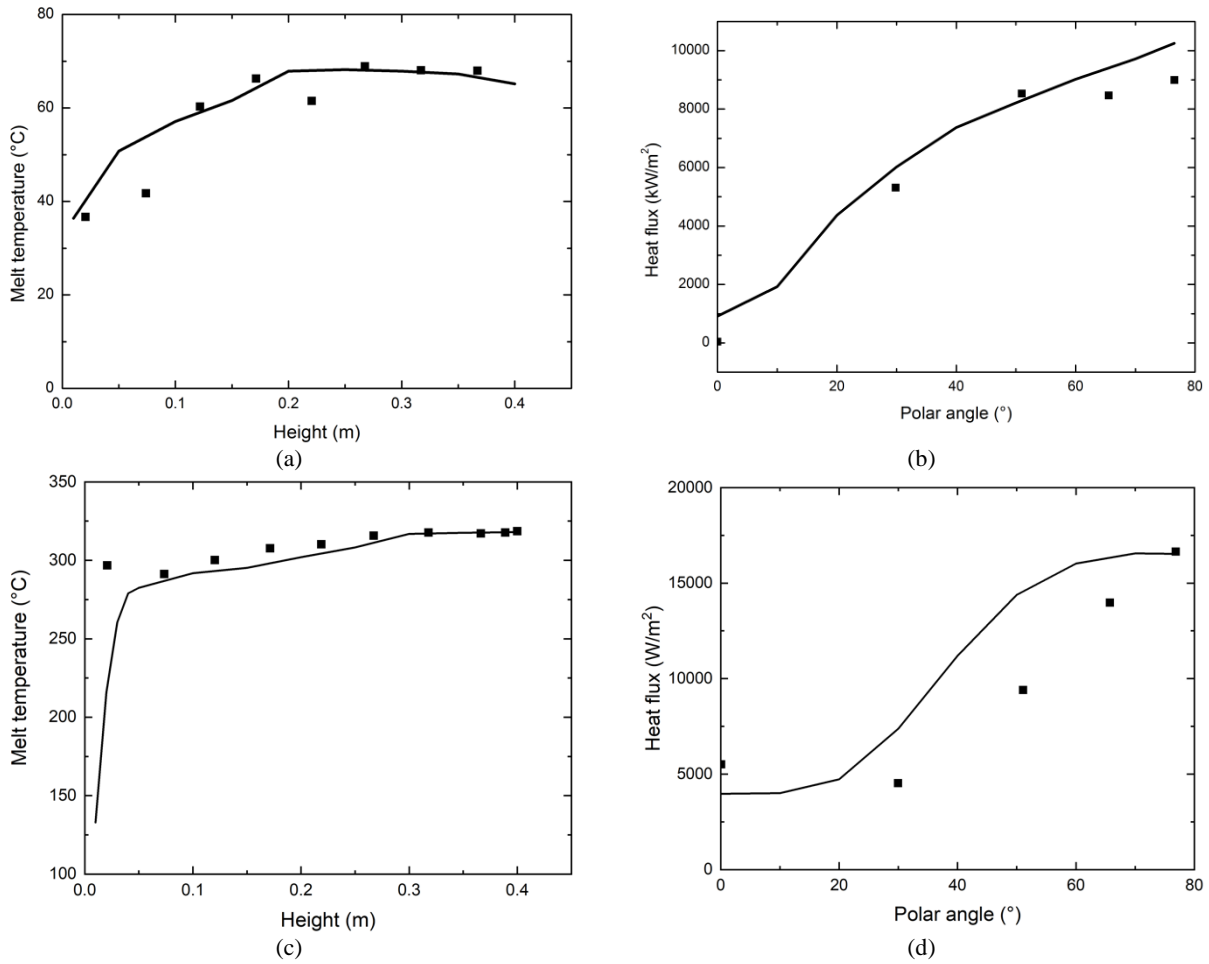 80
60
40
20
0
0.0 0.1 0.2 0.3 0.4
Melt temperature (°C)
Height (m)
(a)
10000
8000
6000
4000
2000
0
0 20 40 60 80
Heat flux (kW/m²)
Polar angle (°)
(b)
350
300
250
200
150
100
0.0 0.1 0.2 0.3 0.4
Melt temperature (°C)
Height (m)
(c)
20000
15000
10000
5000
0
0 20 40 60 80
Heat flux (W/m²)
Polar angle (°)
(d)